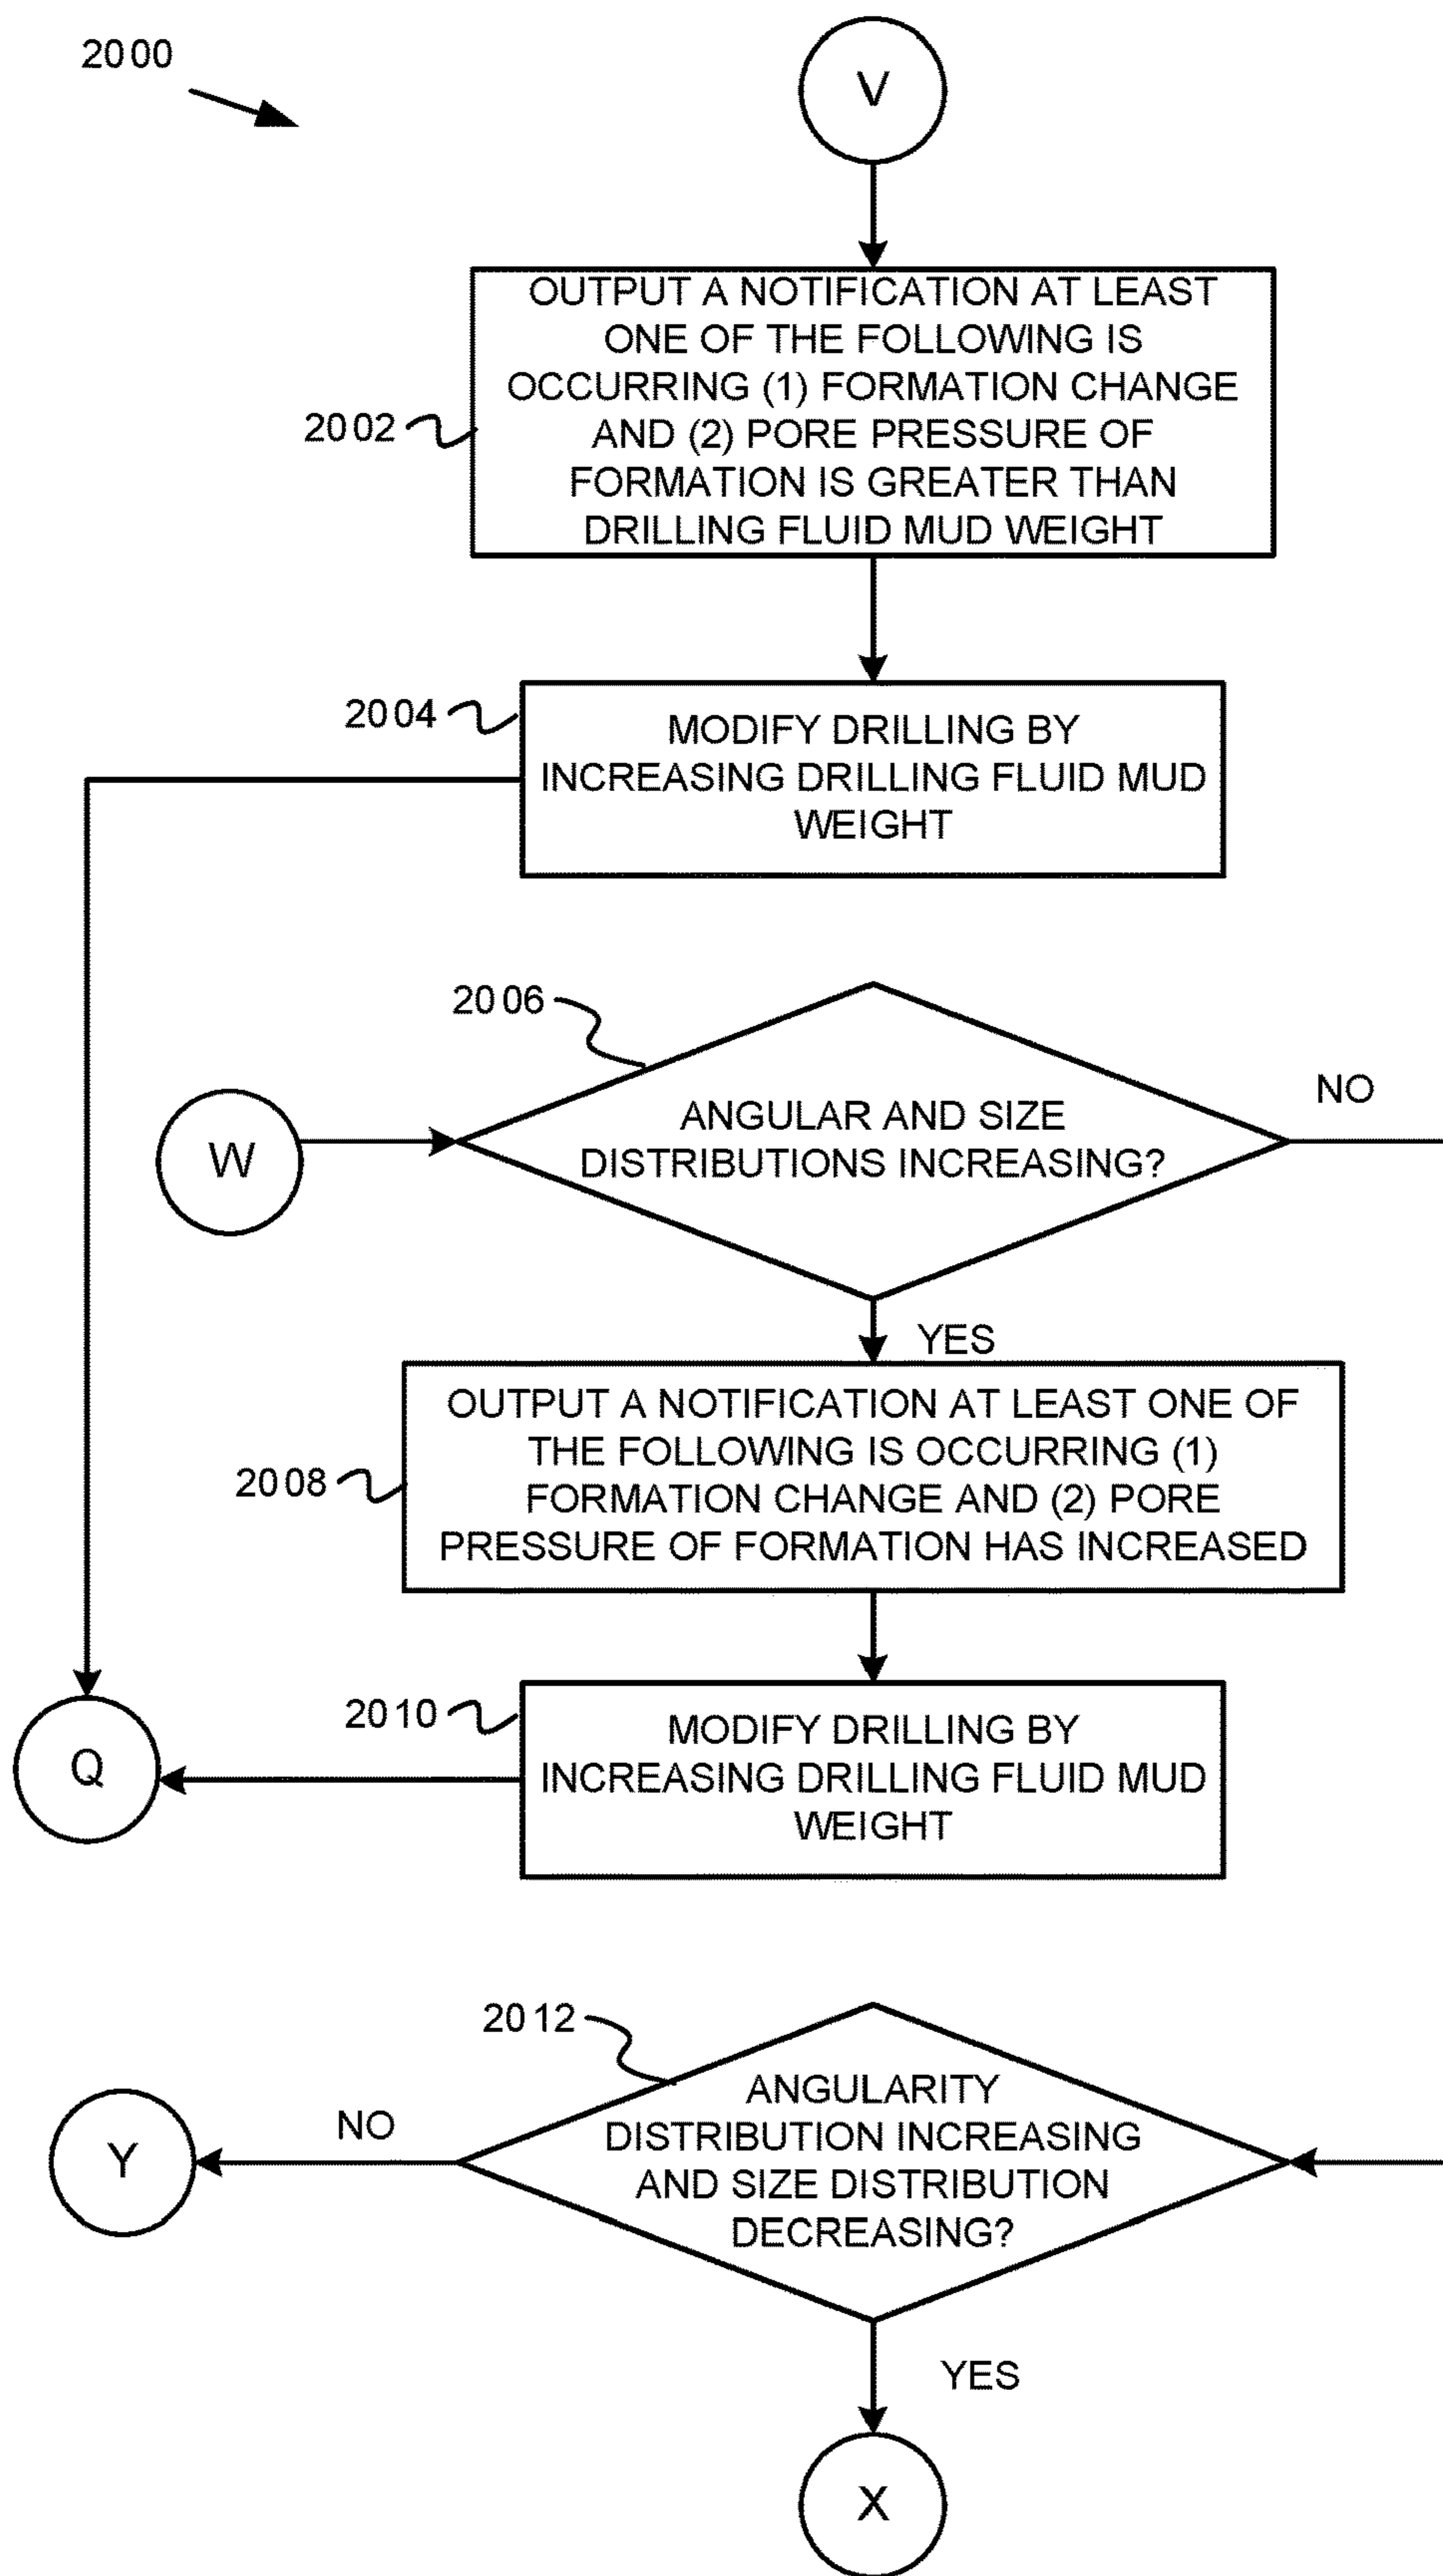 2000
V
OUTPUT A NOTIFICATION AT LEAST
ONE OF THE FOLLOWING IS
OCCURRING (1) FORMATION CHANGE
AND (2) PORE PRESSURE OF
FORMATION IS GREATER THAN
DRILLING FLUID MUD WEIGHT
2002
2004
MODIFY DRILLING BY
INCREASING DRILLING FLUID MUD
WEIGHT
2006
NO
W
ANGULAR AND SIZE
DISTRIBUTIONS INCREASING?
YES
OUTPUT A NOTIFICATION AT LEAST ONE OF
THE FOLLOWING IS OCCURRING (1)
FORMATION CHANGE AND (2) PORE
PRESSURE OF FORMATION HAS INCREASED
2008
2010
MODIFY DRILLING BY
INCREASING DRILLING FLUID MUD
WEIGHT
Q
2012
ANGULARITY
DISTRIBUTION INCREASING
AND SIZE DISTRIBUTION
DECREASING?
NO
Y
YES
X